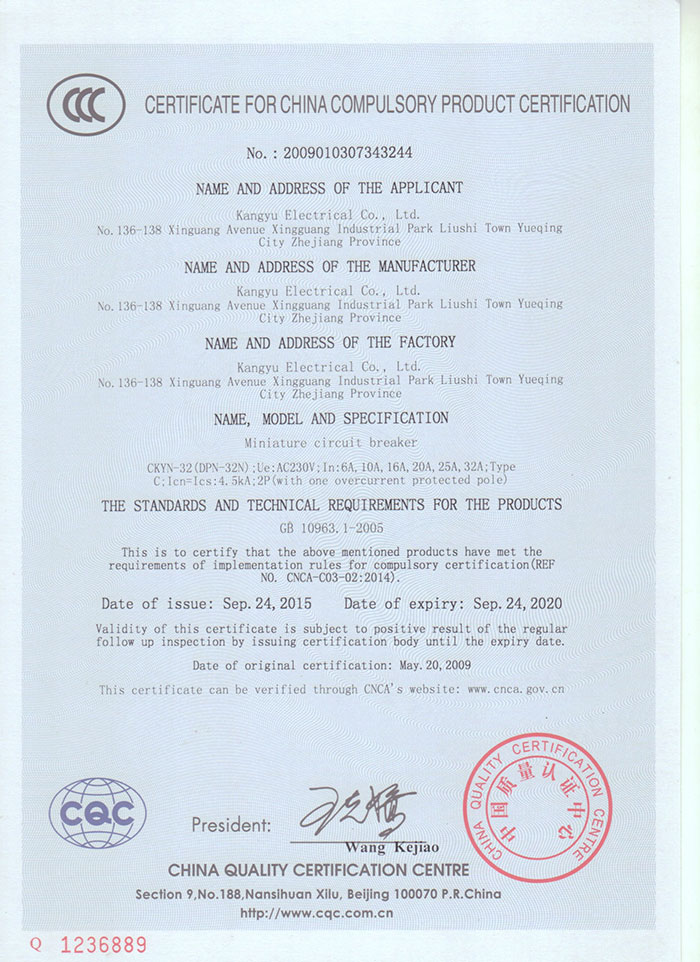 CCC
CERTIFICATE FOR CHINA COMPULSORY PRODUCT CERTIFICATION
No.: 2009010307343244
NAME AND ADDRESS OF THE APPLICANT
Kangyu Electrical Co., Ltd.
No.136-138 Xinguang Avenue Xingguang Industrial Park Liushi Town Yueqing
City Zhejiang Province
NAME AND ADDRESS OF THE MANUFACTURER
Kangyu Electrical Co., Ltd.
No.136-138 Xinguang Avenue Xingguang Industrial Park Liushi Town Yueqing
City Zhejiang Province
NAME AND ADDRESS OF THE FACTORY
Kangyu Electrical Co., Ltd.
No.136-138 Xinguang Avenue Xingguang Industrial Park Liushi Town Yueqing
City Zhejiang Province
NAME, MODEL AND SPECIFICATION
Miniature circuit breaker
CKYN-32(DPN-32N);Ue:AC230V;In:6A,10A,16A,20A,25A,32A;Type
C;Icn=Ics:4.5kA;2P(with one overcurrent protected pole)
THE STANDARDS AND TECHNICAL REQUIREMENTS FOR THE PRODUCTS
GB 10963.1-2005
This is to certify that the above mentioned products have met the
requirements of implementation rules for compulsory certification(REF
NO. CNCA-C03-02:2014).
Date of issue: Sep.24,2015 Date of expiry: Sep.24,2020
Validity of this certificate is subject to positive result of the regular
follow up inspection by issuing certification body until the expiry date.
Date of original certification: May.20,2009
This certificate can be verified through CNCA's website: www.cnca.gov.cn
CHINA QUALITY CERTIFICATION CENTRE
中国质量认证中心
CQC
President:
Wang Kejiao
CHINA QUALITY CERTIFICATION CENTRE
Section 9,No.188,Nansihuan Xilu, Beijing 100070 P.R.China
http://www.cqc.com.cn
Q 1236889